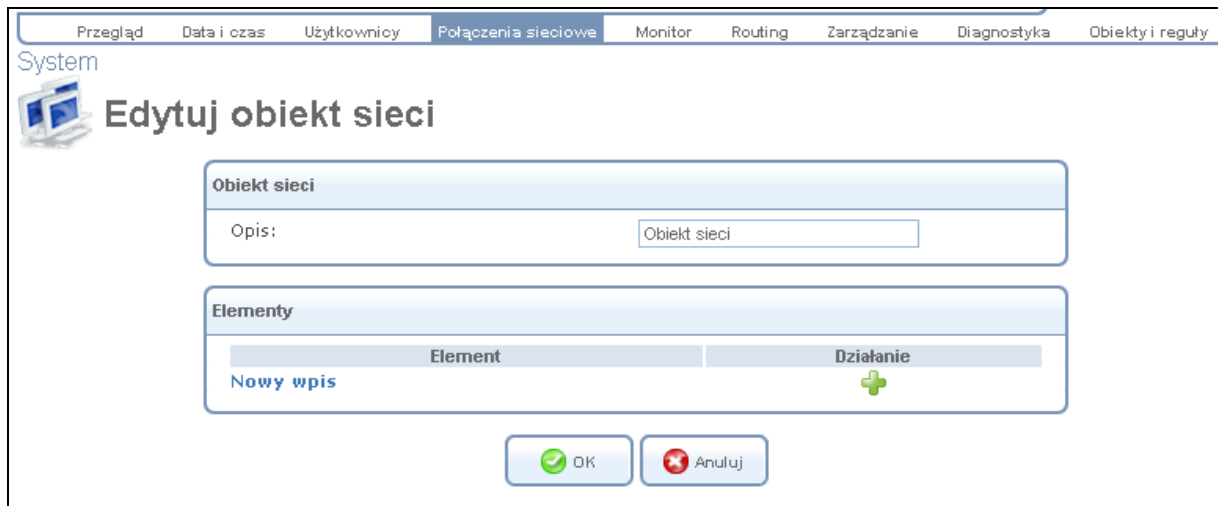 Przegląd Data i czas Użytkownicy Połączenia sieciowe Monitor Routing Zarządzanie Diagnostyka Obiekty i reguły
System
Edytuj obiekt sieci
Obiekt sieci
Opis: Obiekt sieci
Elementy
Element Działanie
Nowy wpis
OK Anuluj